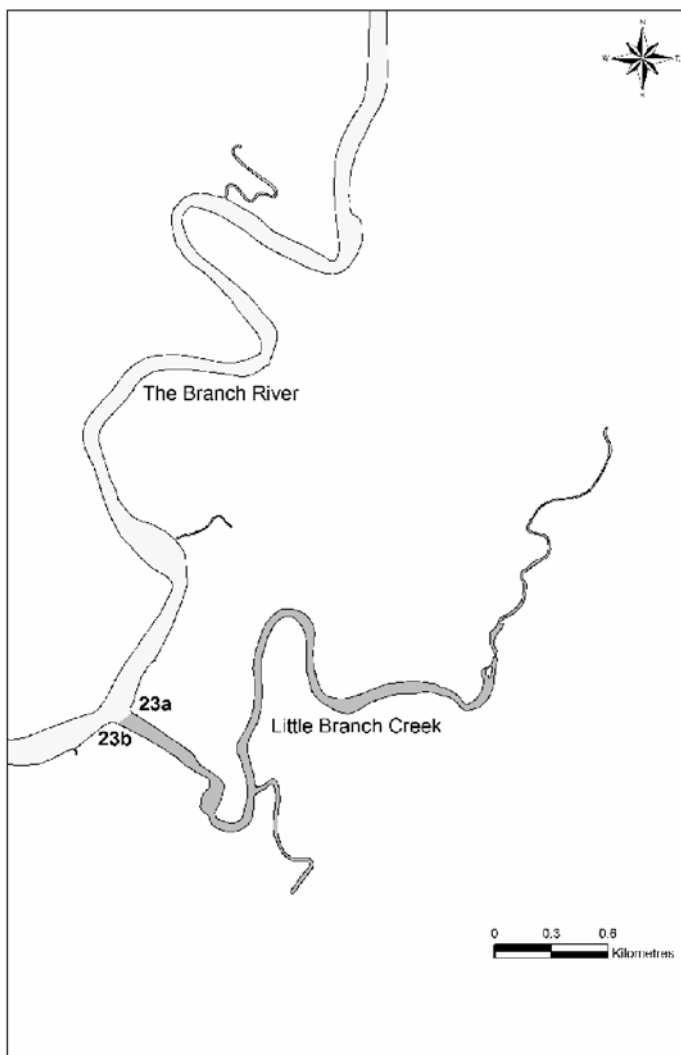 N
W
S
The Branch River
23a
23b
Little Branch Creek
0 0.3 0.6
Kilometres